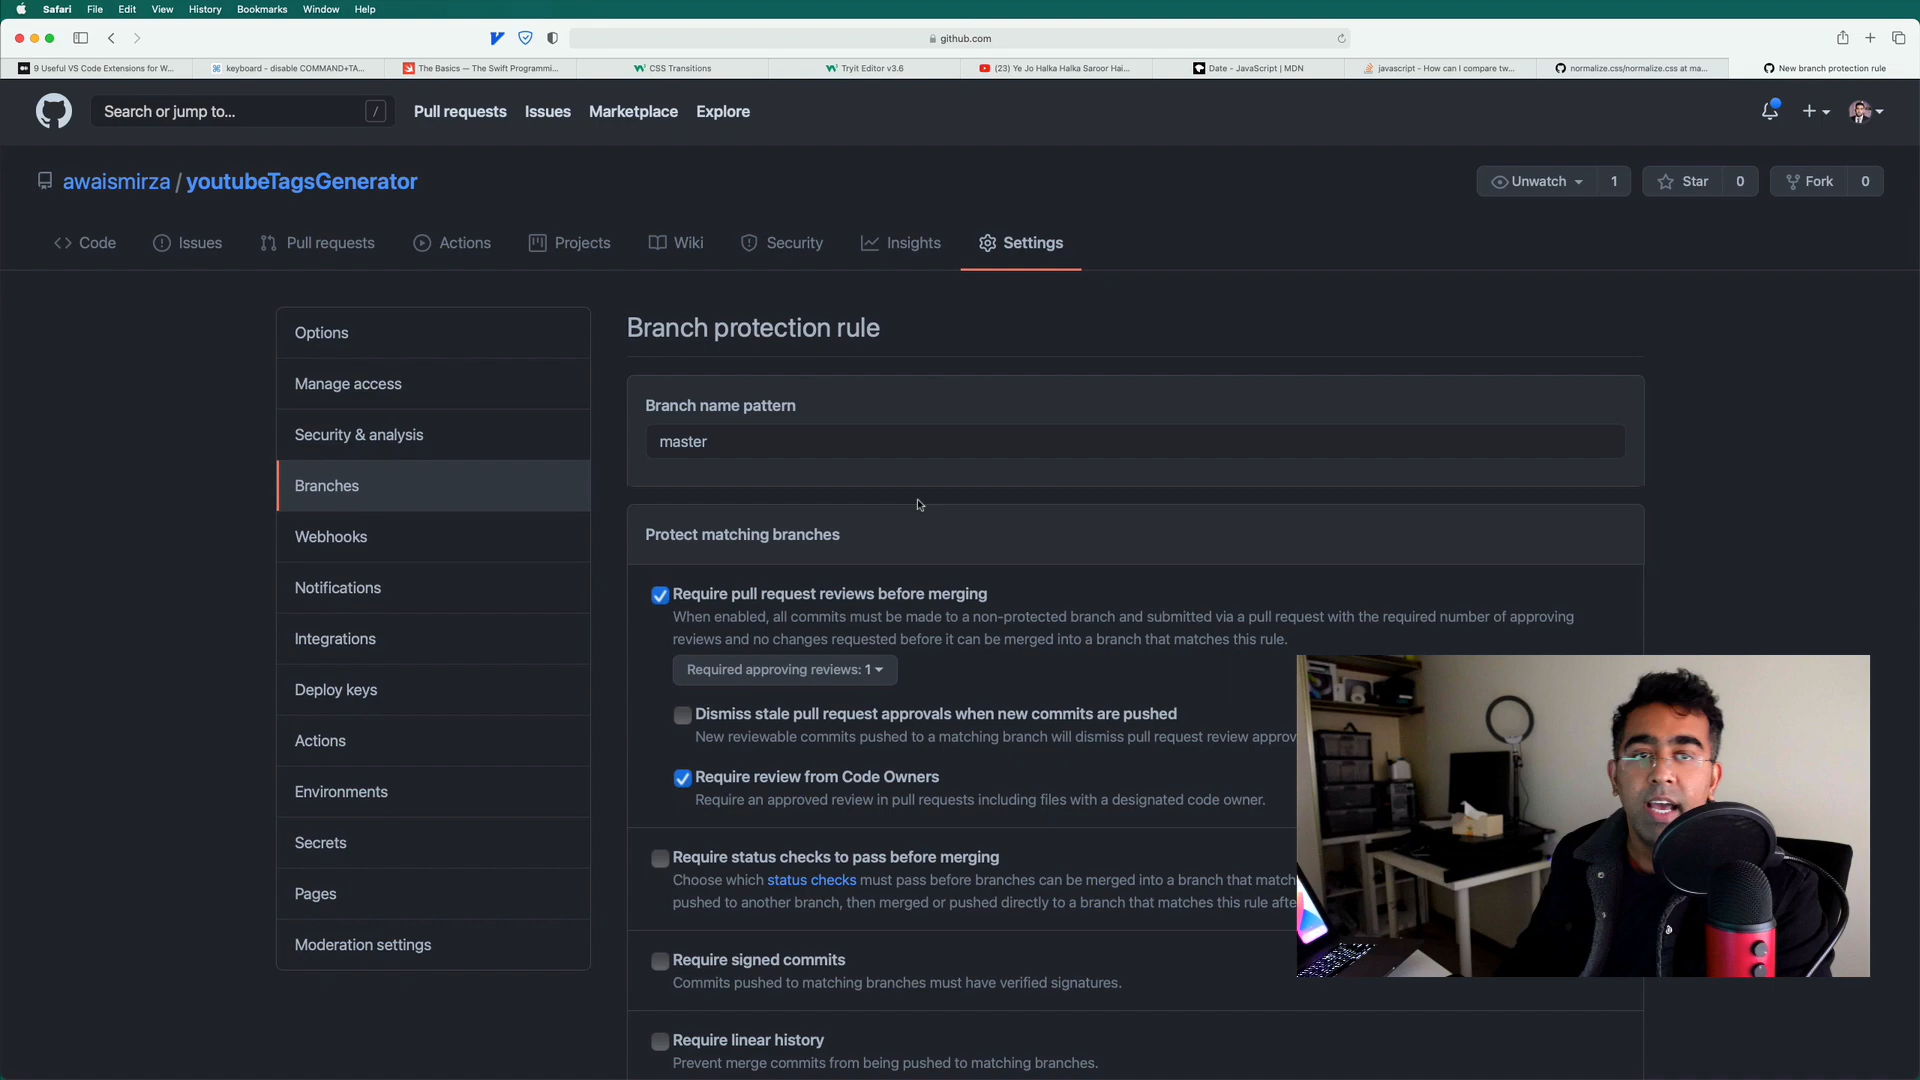 Safari File Edit View History Bookmarks Window Help
github.com
9 Useful VS Code Extensions for W...
keyboard - disable COMMAND+TA...
The Basics — The Swift Programmi...
CSS Transitions
Tryit Editor v3.6
(23) Ye Jo Halka Halka Saroor Hai...
Date - JavaScript | MDN
javascript - How can I compare tw...
normalize.css/normalize.css at ma...
New branch protection rule
Search or jump to... /
Pull requests Issues Marketplace Explore
awaismirza / youtubeTagsGenerator
Unwatch 1
Star 0
Fork 0
Code Issues Pull requests Actions Projects Wiki Security Insights Settings
Options
Manage access
Security & analysis
Branches
Webhooks
Notifications
Integrations
Deploy keys
Actions
Environments
Secrets
Pages
Moderation settings
Branch protection rule
Branch name pattern
master
Protect matching branches
Require pull request reviews before merging
When enabled, all commits must be made to a non-protected branch and submitted via a pull request with the required number of approving
reviews and no changes requested before it can be merged into a branch that matches this rule.
Required approving reviews: 1
Dismiss stale pull request approvals when new commits are pushed
New reviewable commits pushed to a matching branch will dismiss pull request review approv
Require review from Code Owners
Require an approved review in pull requests including files with a designated code owner.
Require status checks to pass before merging
Choose which status checks must pass before branches can be merged into a branch that match
pushed to another branch, then merged or pushed directly to a branch that matches this rule afte
Require signed commits
Commits pushed to matching branches must have verified signatures.
Require linear history
Prevent merge commits from being pushed to matching branches.